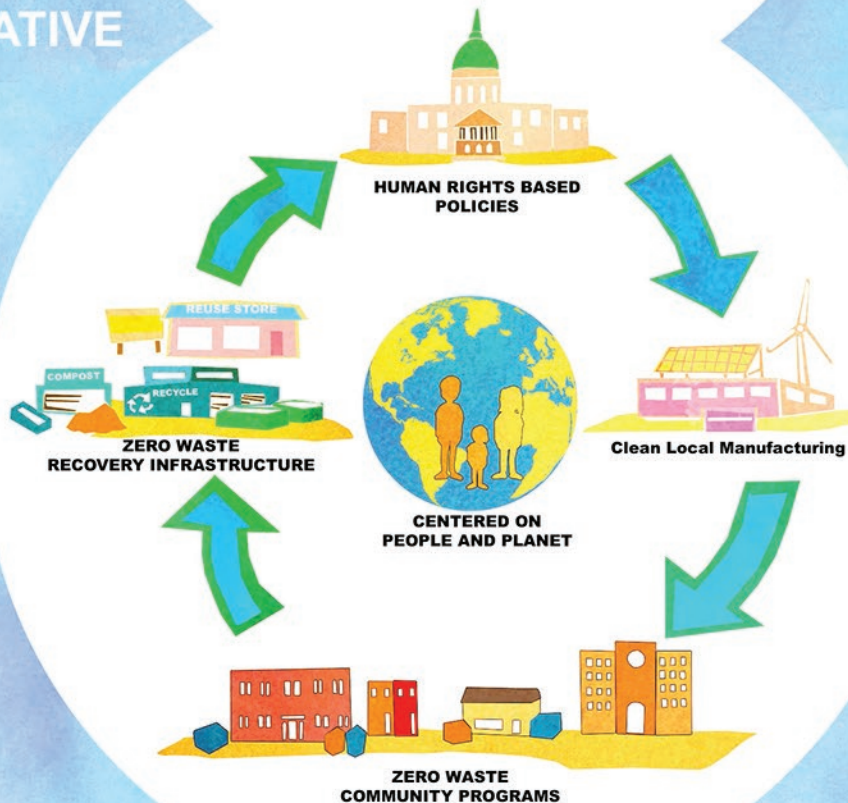 HUMAN RIGHTS BASED
POLICIES
REUSE STORE
COMPOST
RECYCLE
ZERO WASTE
RECOVERY INFRASTRUCTURE
Clean Local Manufacturing
CENTERED ON
PEOPLE AND PLANET
ZERO WASTE
COMMUNITY PROGRAMS